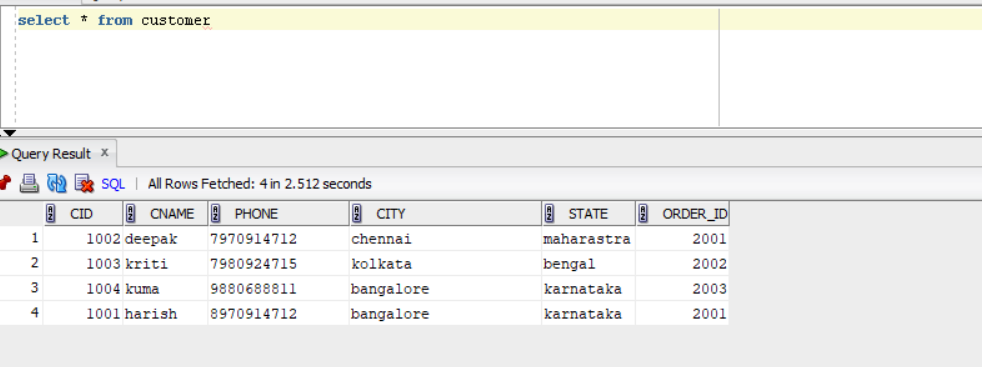 select * from customer
Query Result x
SQL | All Rows Fetched: 4 in 2.512 seconds
CID CNAME PHONE CITY STATE ORDER_ID
1 1002 deepak 7970914712 chennai maharastra 2001
2 1003 kriti 7980924715 kolkata bengal 2002
3 1004 kuma 9880688811 bangalore karnataka 2003
4 1001 harish 8970914712 bangalore karnataka 2001